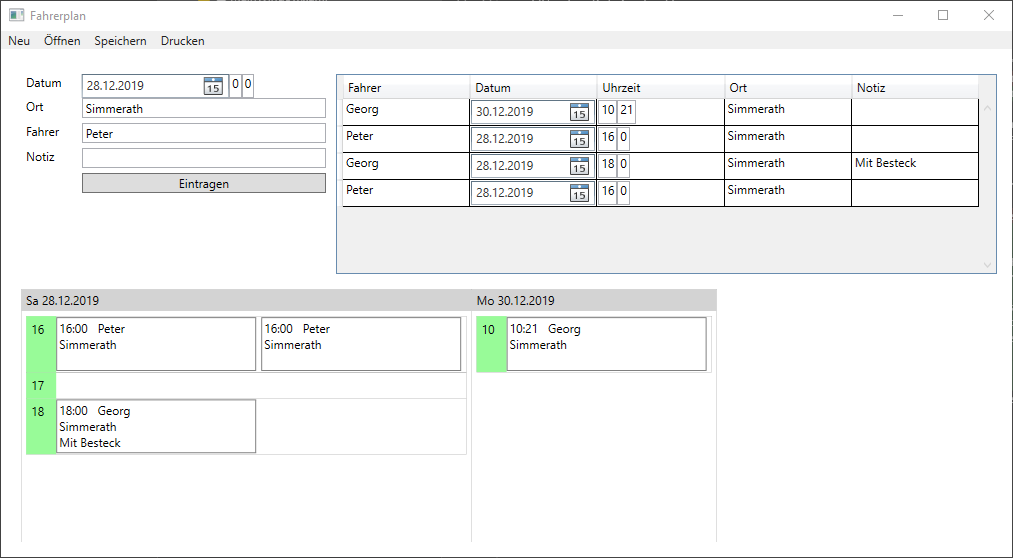 Fahrerplan
Neu Öffnen Speichern Drucken
Datum 28.12.2019 15 0 0
Ort Simmerath
Fahrer Peter
Notiz
Eintragen
Fahrer Datum Uhrzeit Ort Notiz
Georg 30.12.2019 15 10 21 Simmerath
Peter 28.12.2019 15 16 0 Simmerath
Georg 28.12.2019 15 18 0 Simmerath Mit Besteck
Peter 28.12.2019 15 16 0 Simmerath
Sa 28.12.2019
16 16:00 Peter
Simmerath
16:00 Peter
Simmerath
17
18 18:00 Georg
Simmerath
Mit Besteck
Mo 30.12.2019
10 10:21 Georg
Simmerath